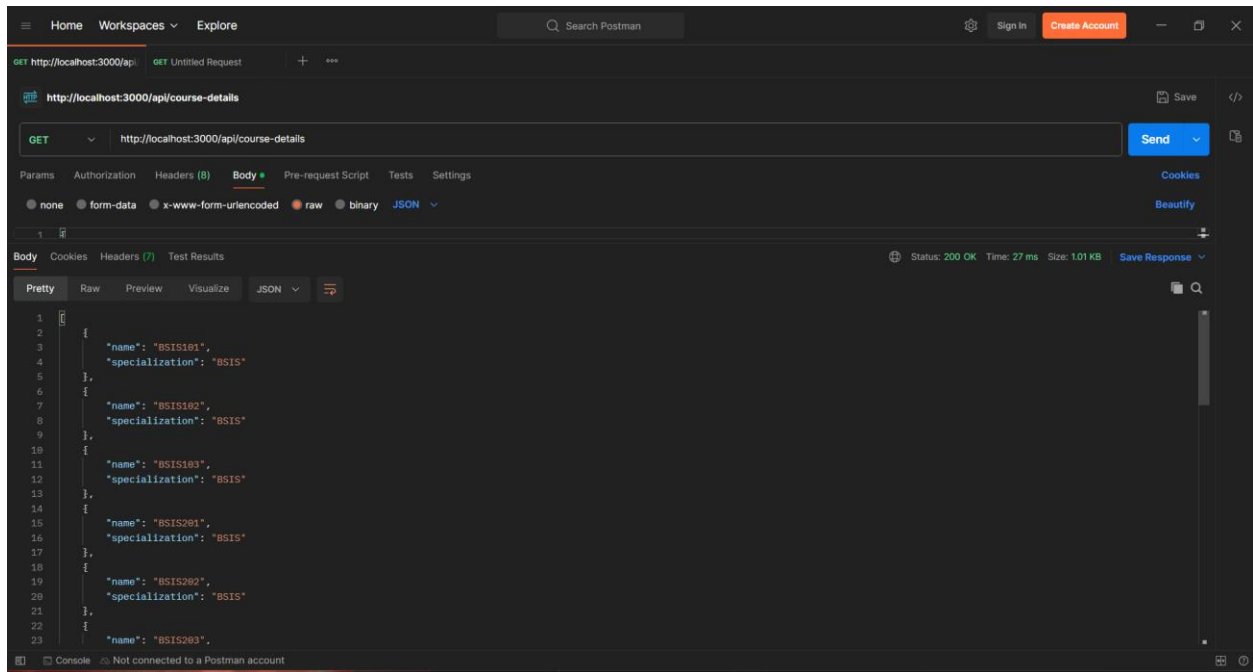 Home Workspaces Explore Search Postman Sign In Create Account
GET http://localhost:3000/api GET Untitled Request
HTTP http://localhost:3000/api/course-details Save
GET http://localhost:3000/api/course-details Send
Params Authorization Headers (8) Body Pre-request Script Tests Settings Cookies
none form-data x-www-form-urlencoded raw binary JSON Beautify
1 {
Body Cookies Headers (7) Test Results Status: 200 OK Time: 27 ms Size: 1.01 KB Save Response
Pretty Raw Preview Visualize JSON
1 [
2 {
3 "name": "BSIS101",
4 "specialization": "BSIS"
5 },
6 {
7 "name": "BSIS102",
8 "specialization": "BSIS"
9 },
10 {
11 "name": "BSIS103",
12 "specialization": "BSIS"
13 },
14 {
15 "name": "BSIS201",
16 "specialization": "BSIS"
17 },
18 {
19 "name": "BSIS202",
20 "specialization": "BSIS"
21 },
22 {
23 "name": "BSIS203",
Console Not connected to a Postman account